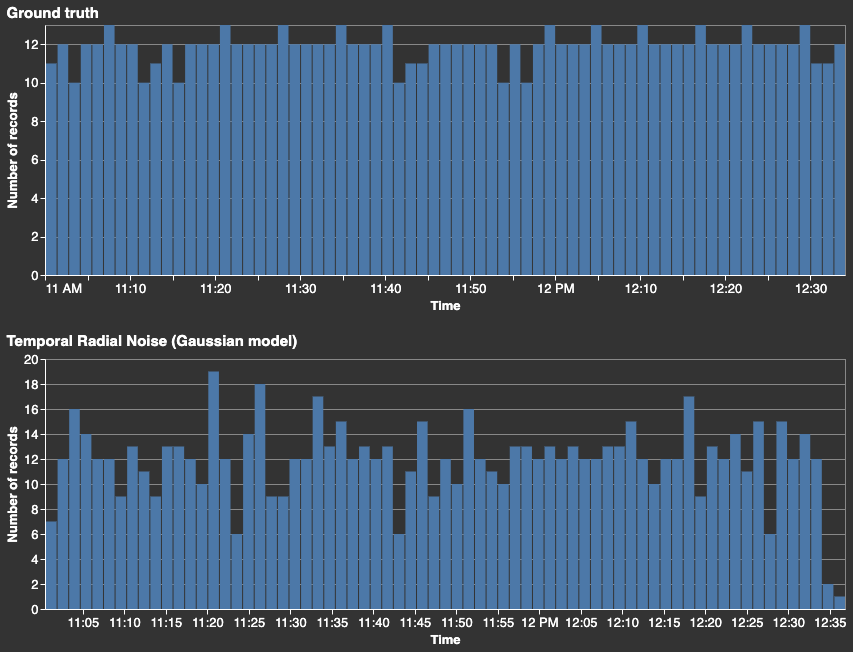 Ground truth
12
10
8
6
4
2
0
Number of records
11 AM 11:10 11:20 11:30 11:40 11:50 12 PM 12:10 12:20 12:30
Time
Temporal Radial Noise (Gaussian model)
20
18
16
14
12
10
8
6
4
2
0
Number of records
11:05 11:10 11:15 11:20 11:25 11:30 11:35 11:40 11:45 11:50 11:55 12 PM 12:05 12:10 12:15 12:20 12:25 12:30 12:35
Time